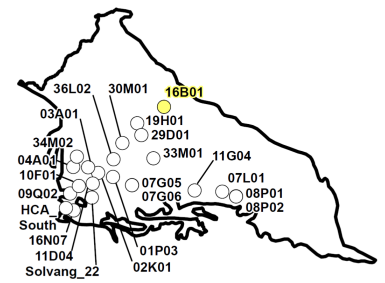 16B01
36L02
30M01
03A01
19H01
29D01
34M02
33M01
04A01
11G04
10F01
07L01
07G05
09Q02
07G06
08P01
HCA_
South
08P02
16N07
01P03
11D04
02K01
Solvang_22